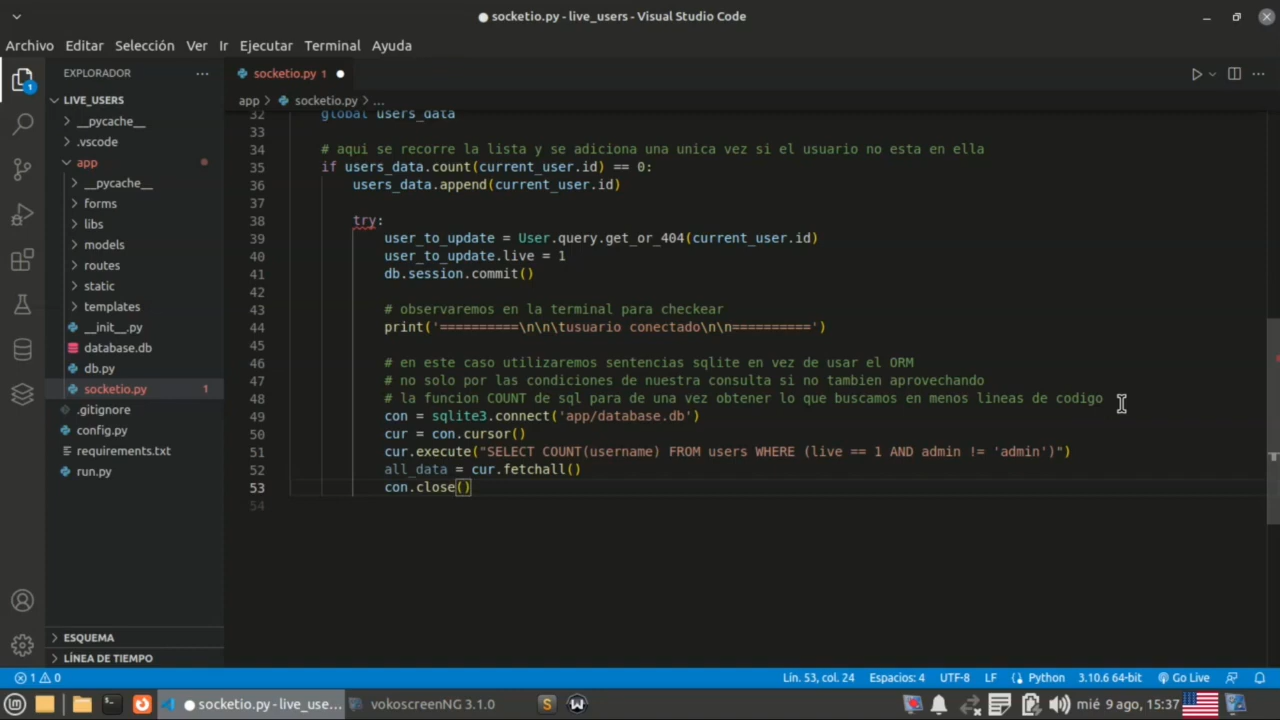 socketio.py - live_users - Visual Studio Code
Archivo Editar Selección Ver Ir Ejecutar Terminal Ayuda
EXPLORADOR
socketio.py 1
LIVE_USERS
app > socketio.py > ...
__pycache__
.vscode
app
__pycache__
forms
libs
models
routes
static
templates
__init__.py
database.db
db.py
socketio.py 1
.gitignore
config.py
requirements.txt
run.py
ESQUEMA
LÍNEA DE TIEMPO
1
32 global users_data
33
34 # aqui se recorre la lista y se adiciona una unica vez si el usuario no esta en ella
35 if users_data.count(current_user.id) == 0:
36 users_data.append(current_user.id)
37
38 try:
39 user_to_update = User.query.get_or_404(current_user.id)
40 user_to_update.live = 1
41 db.session.commit()
42
43 # observaremos en la terminal para checkear
44 print('==========\n\n\tusuario conectado\n\n==========')
45
46 # en este caso utilizaremos sentencias sqlite en vez de usar el ORM
47 # no solo por las condiciones de nuestra consulta si no tambien aprovechando
48 # la funcion COUNT de sql para de una vez obtener lo que buscamos en menos lineas de codigo
49 con = sqlite3.connect('app/database.db')
50 cur = con.cursor()
51 cur.execute("SELECT COUNT(username) FROM users WHERE (live == 1 AND admin != 'admin')")
52 all_data = cur.fetchall()
53 con.close()
54
1 0 Lín. 53, col. 24 Espacios: 4 UTF-8 LF Python 3.10.6 64-bit Go Live
socketio.py - live_use... vokoscreenNG 3.1.0 mié 9 ago, 15:37